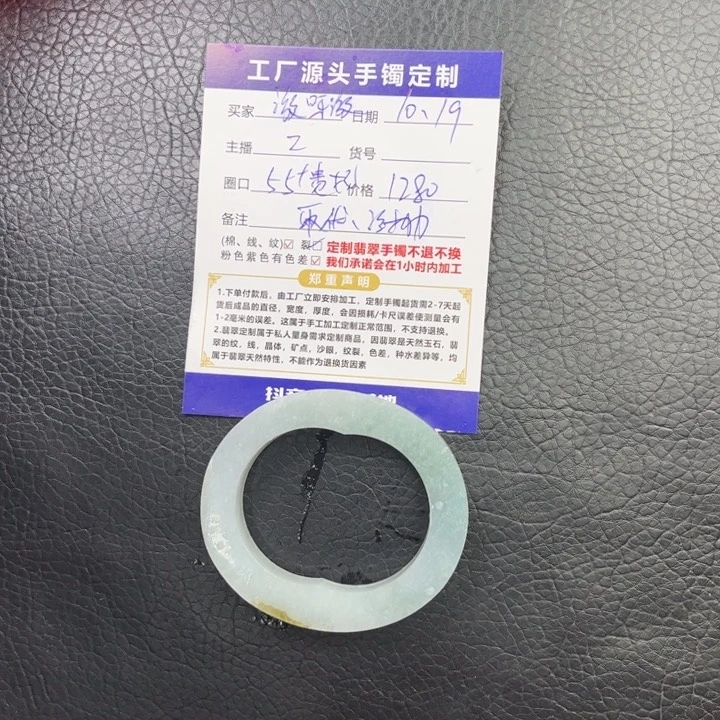 工厂源头手镯定制
买家 激味激 日期 10、19
主播 Z 货号
圈口 55+贵妃 价格 1280
备注
(棉、线、纹)☑ 裂☐ 定制翡翠手镯不退不换
粉色紫色有色差☑ 我们承诺会在1小时内加工
郑重声明
1.下单付款后，由工厂立即安排加工，定制手镯起货需2-7天起
货后成品的直径，宽度，厚度，会因损耗/卡尺误差使测量会有
1-2毫米的误差。这属于手工加工定制正常范围，不支持退换。
2.翡翠定制属于私人量身需求定制商品，因翡翠是天然玉石，翡
翠的纹，线，晶体，矿点，沙眼，纹裂，色差，种水差异等，均
属于翡翠天然特性，不能作为退换货因素